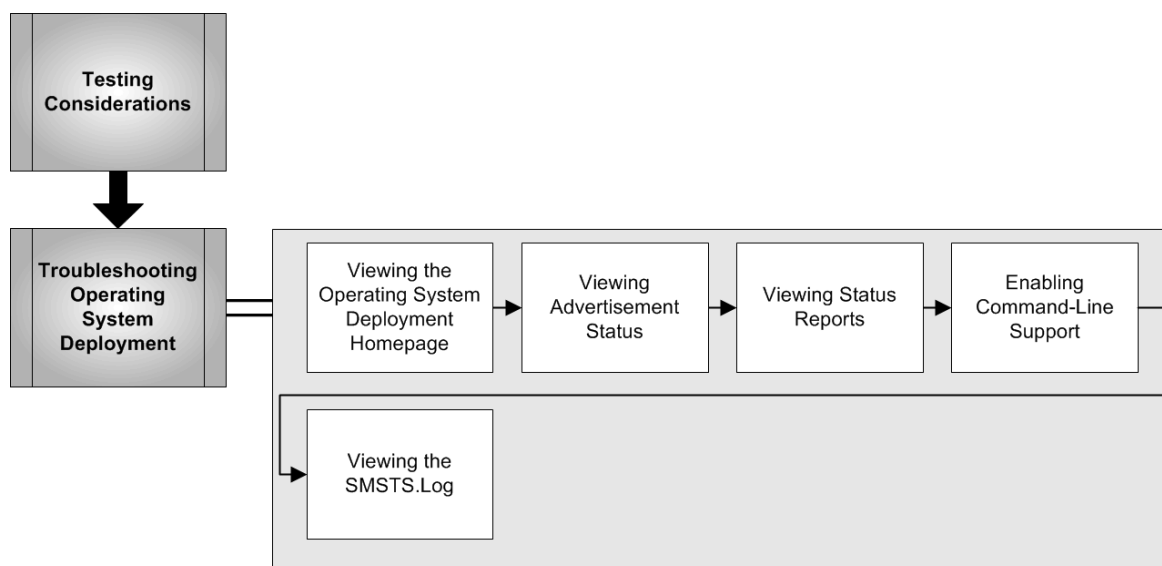 Testing
Considerations
Troubleshooting
Operating
System
Deployment
Viewing the
Operating System
Deployment
Homepage
Viewing
Advertisement
Status
Viewing Status
Reports
Enabling
Command-Line
Support
Viewing the
SMSTS.Log